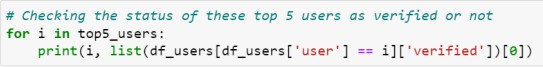 # Checking the status of these top 5 users as verified or not
for i in top5_users:
    print(i, list(df_users[df_users['user'] == i]['verified'])[0])